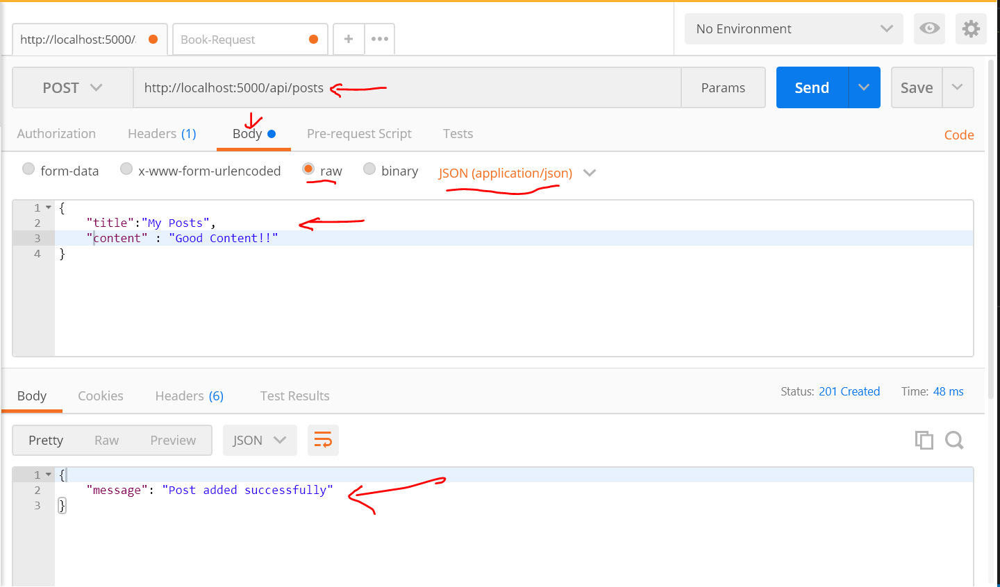 http://localhost:5000/
Book-Request
No Environment
POST
http://localhost:5000/api/posts
Params
Send
Save
Authorization
Headers (1)
Body
Pre-request Script
Tests
Code
form-data
x-www-form-urlencoded
raw
binary
JSON (application/json)
1 {
2 "title":"My Posts",
3 "content" : "Good Content!!"
4 }
Body
Cookies
Headers (6)
Test Results
Status: 201 Created
Time: 48 ms
Pretty
Raw
Preview
JSON
1 {
2 "message": "Post added successfully"
3 }